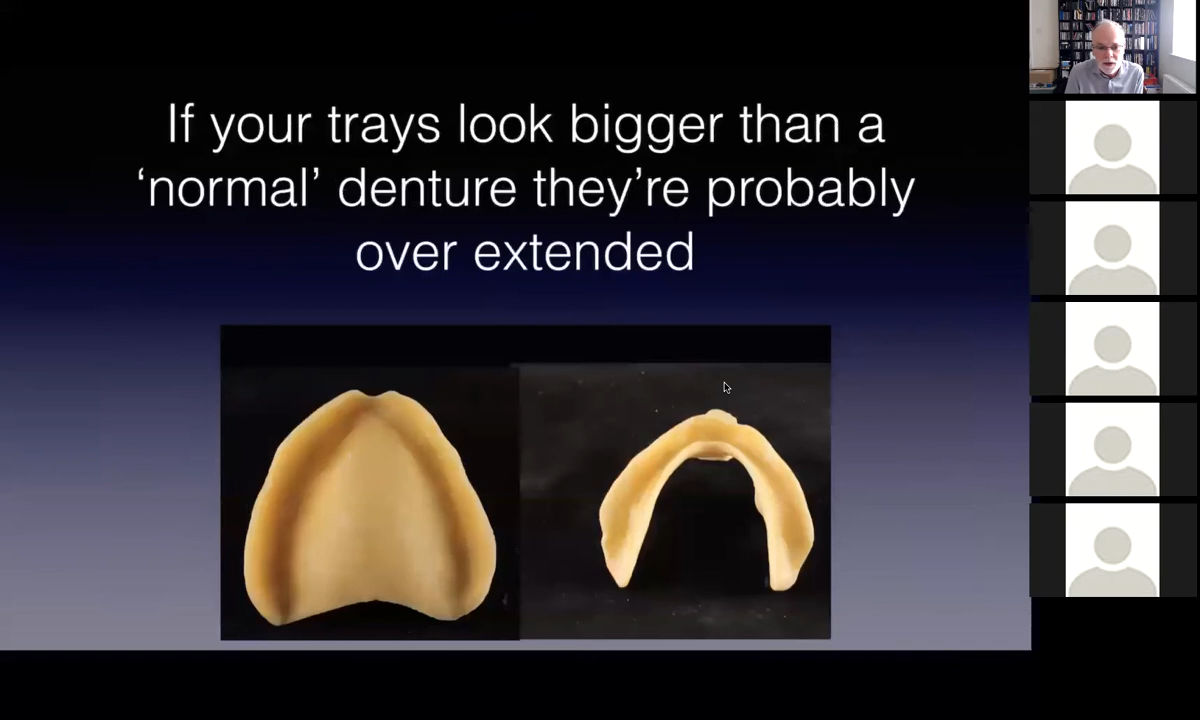 If your trays look bigger than a
‘normal’ denture they’re probably
over extended